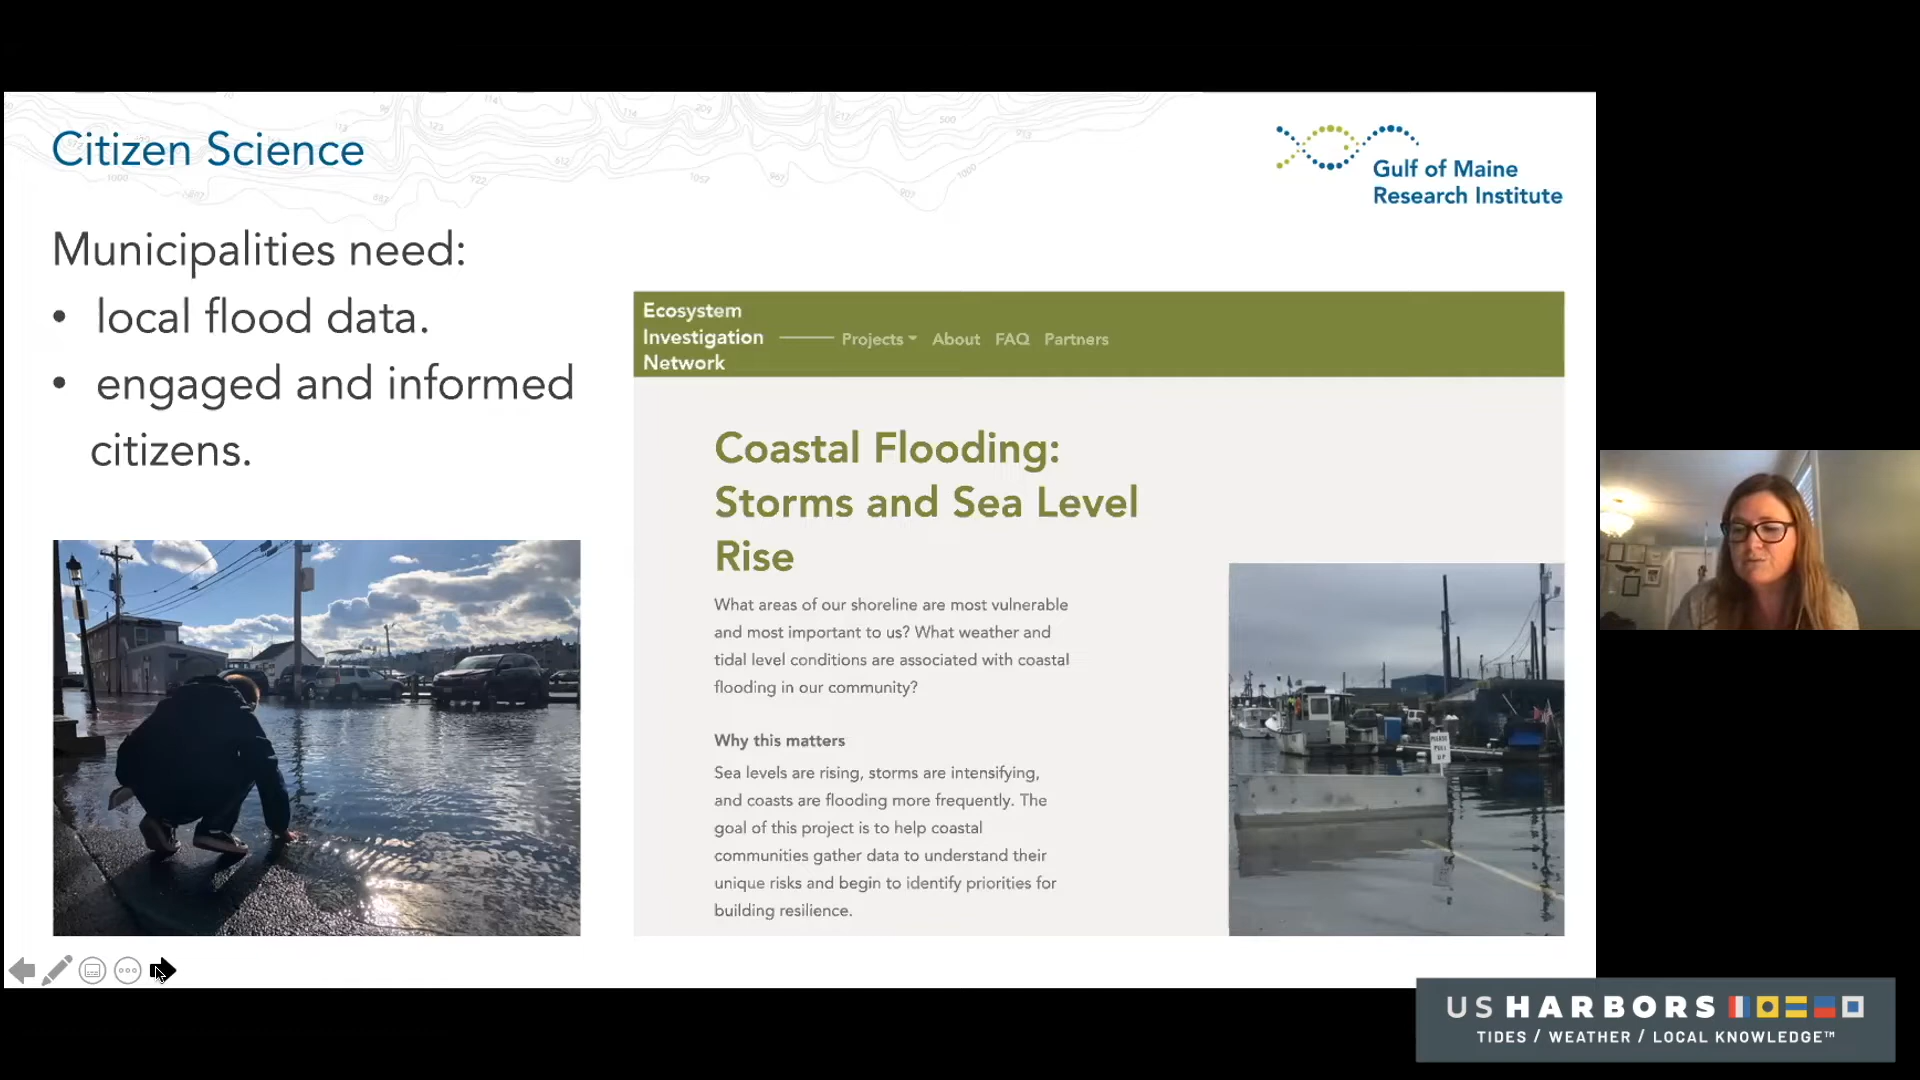 Citizen Science
Gulf of Maine
Research Institute
Municipalities need:
• local flood data.
• engaged and informed
citizens.
Ecosystem
Investigation
Network
Projects About FAQ Partners
Coastal Flooding:
Storms and Sea Level
Rise
What areas of our shoreline are most vulnerable
and most important to us? What weather and
tidal level conditions are associated with coastal
flooding in our community?
Why this matters
Sea levels are rising, storms are intensifying,
and coasts are flooding more frequently. The
goal of this project is to help coastal
communities gather data to understand their
unique risks and begin to identify priorities for
building resilience.
PLEASE
PULL
UP
US HARBORS
TIDES / WEATHER / LOCAL KNOWLEDGE™